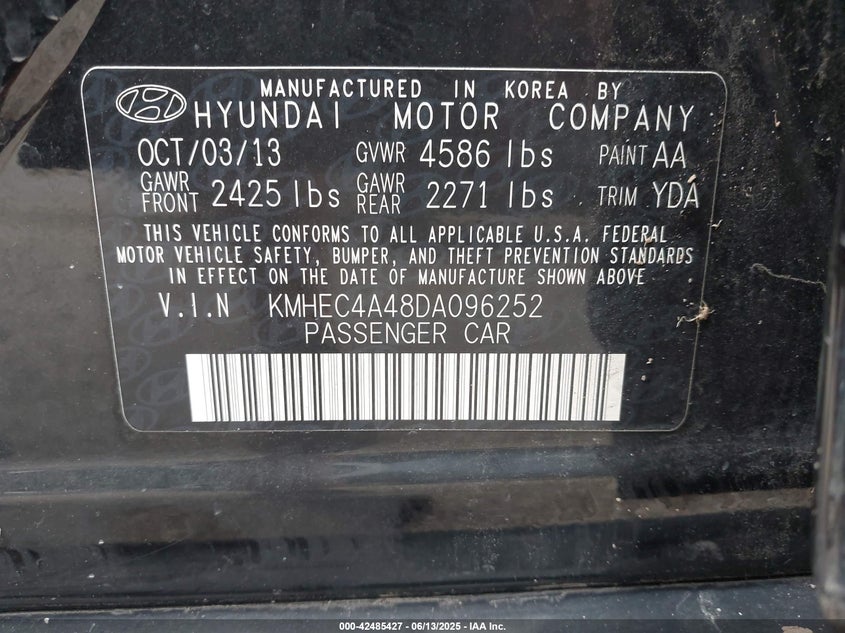 MANUFACTURED IN KOREA BY
HYUNDAI MOTOR COMPANY
OCT/03/13 GVWR 4586 lbs PAINT AA
GAWR FRONT 2425 lbs GAWR REAR 2271 lbs TRIM YDA
THIS VEHICLE CONFORMS TO ALL APPLICABLE U.S.A. FEDERAL
MOTOR VEHICLE SAFETY, BUMPER, AND THEFT PREVENTION STANDARDS
IN EFFECT ON THE DATE OF MANUFACTURE SHOWN ABOVE
V.I.N KMHEC4A48DA096252
PASSENGER CAR
000-42485427 - 06/13/2025 - IAA Inc.